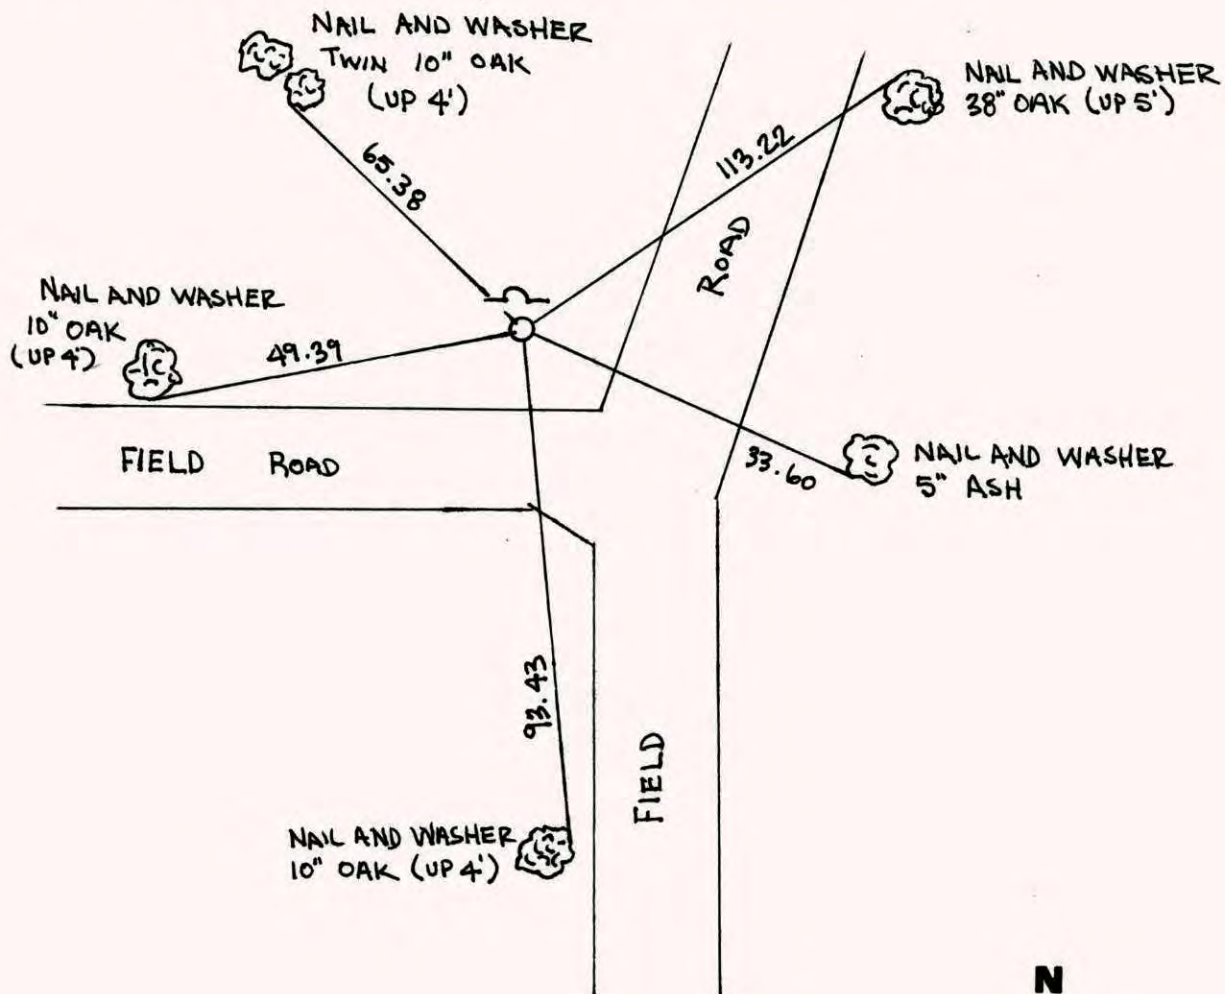 NAIL AND WASHER
TWIN 10" OAK
(UP 4')
NAIL AND WASHER
38" OAK (UP 5')
65.38
113.22
ROAD
NAIL AND WASHER
10" OAK
(UP 4')
49.39
FIELD ROAD
33.60
NAIL AND WASHER
5" ASH
93.43
FIELD
NAIL AND WASHER
10" OAK (UP 4')
N